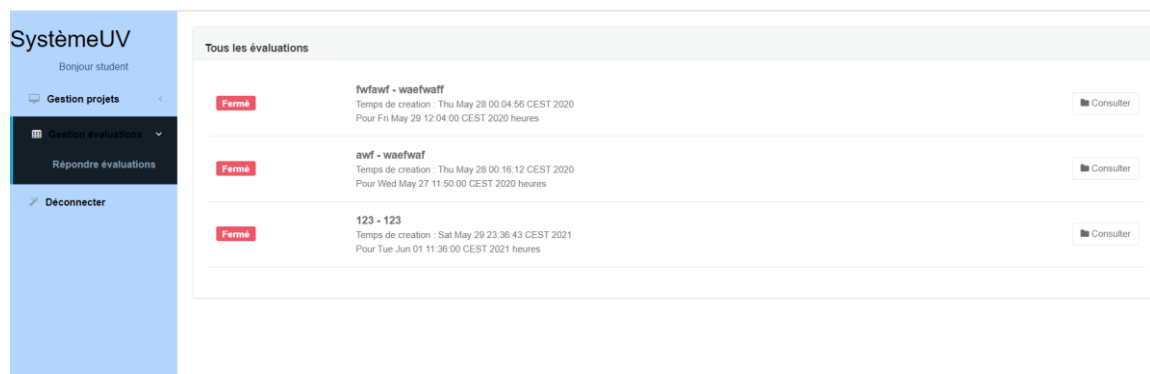 SystèmeUV
Bonjour student
Gestion projets
Gestion évaluations
Répondre évaluations
Déconnecter
Tous les évaluations
Fermé
fwfawf - waefwaff
Temps de creation : Thu May 28 00:04:56 CEST 2020
Pour Fri May 29 12:04:00 CEST 2020 heures
Consulter
Fermé
awf - waefwaf
Temps de creation : Thu May 28 00:16:12 CEST 2020
Pour Wed May 27 11:50:00 CEST 2020 heures
Consulter
Fermé
123 - 123
Temps de creation : Sat May 29 23:36:43 CEST 2021
Pour Tue Jun 01 11:36:00 CEST 2021 heures
Consulter